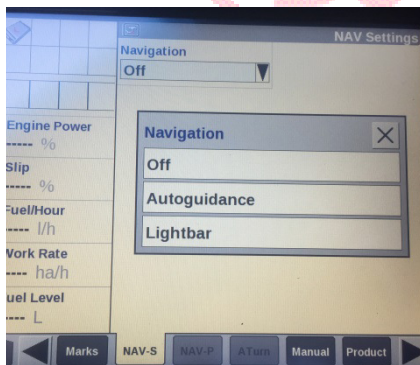 NAV Settings
Navigation
Off
Engine Power
----- %
Slip
----- %
Fuel/Hour
---- l/h
Work Rate
---- ha/h
uel Level
---- L
Navigation
Off
Autoguidance
Lightbar
Marks
NAV-S
NAV-P
ATurn
Manual
Product